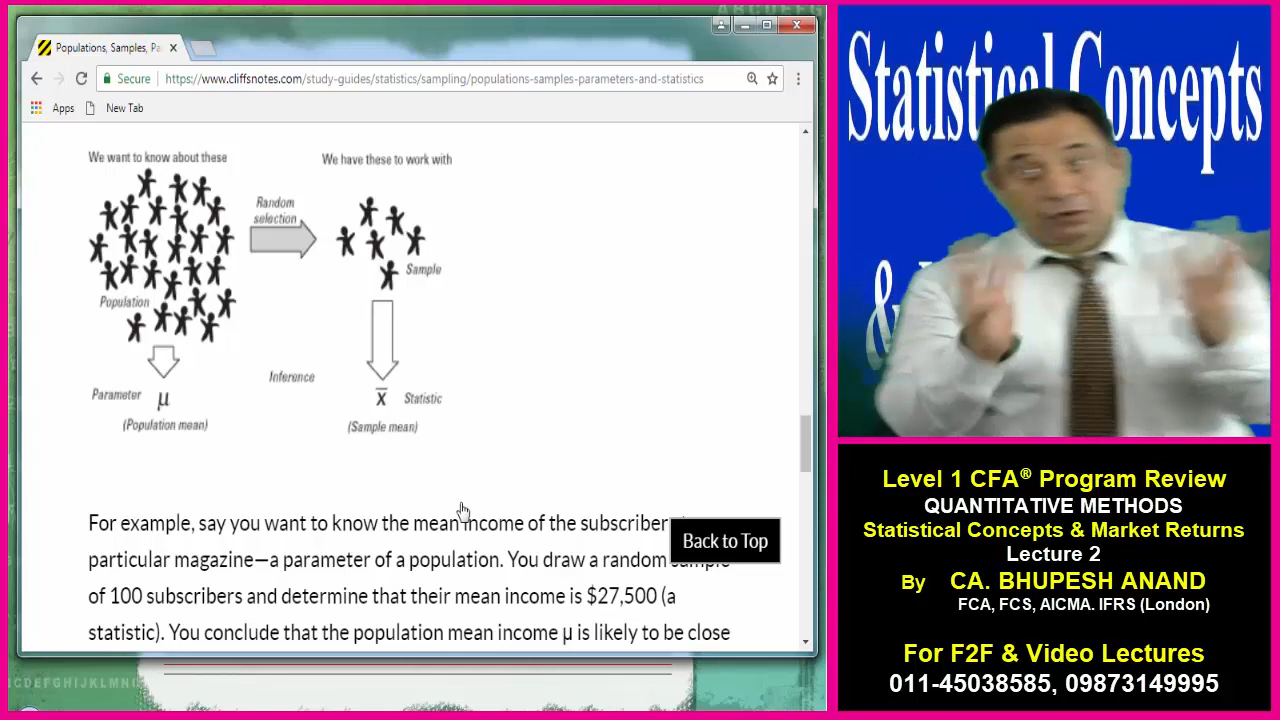 Populations, Samples, Pa
Secure
https://www.cliffsnotes.com/study-guides/statistics/sampling/populations-samples-parameters-and-statistics
Apps
New Tab
We want to know about these
We have these to work with
Random
selection
Sample
Population
Inference
Parameter
μ
x̄
Statistic
(Population mean)
(Sample mean)
For example, say you want to know the mean income of the subscriber
particular magazine—a parameter of a population. You draw a random sample
of 100 subscribers and determine that their mean income is $27,500 (a
statistic). You conclude that the population mean income μ is likely to be close
Back to Top
Statistical Concepts
&
Level 1 CFA® Program Review
QUANTITATIVE METHODS
Statistical Concepts & Market Returns
Lecture 2
By CA. BHUPESH ANAND
FCA, FCS, AICMA. IFRS (London)
For F2F & Video Lectures
011-45038585, 09873149995
ABCDEFG
ABCDEFGHIJKLMN